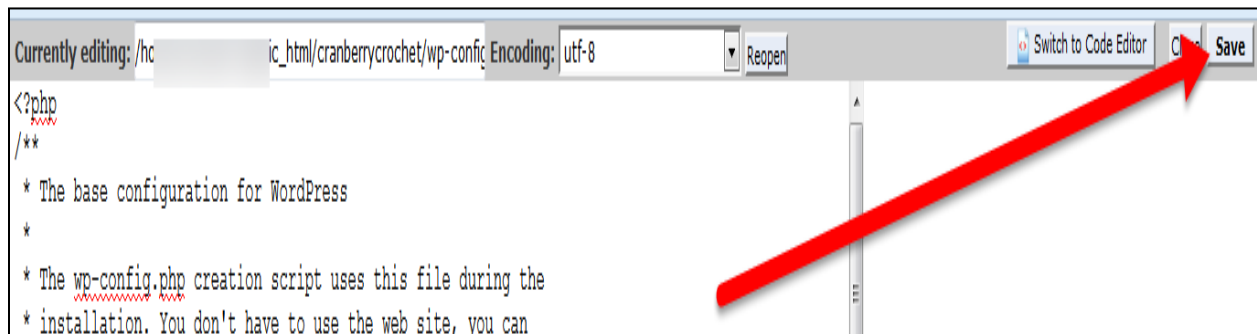 Currently editing: /ho ic_html/cranberrycrochet/wp-config Encoding: utf-8 Reopen Switch to Code Editor Save
<?php
/**
* The base configuration for WordPress
*
* The wp-config.php creation script uses this file during the
* installation. You don't have to use the web site, you can